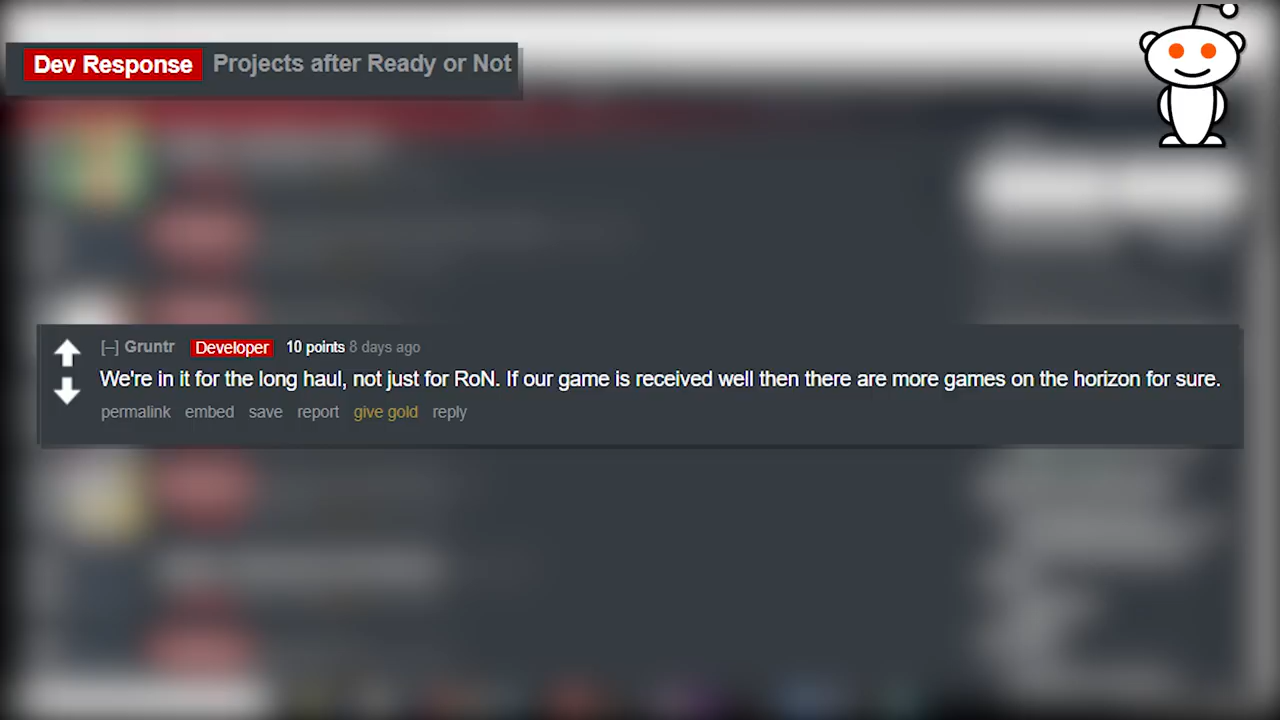 Dev Response Projects after Ready or Not
[–] Gruntr Developer 10 points 8 days ago
We're in it for the long haul, not just for RoN. If our game is received well then there are more games on the horizon for sure.
permalink embed save report give gold reply